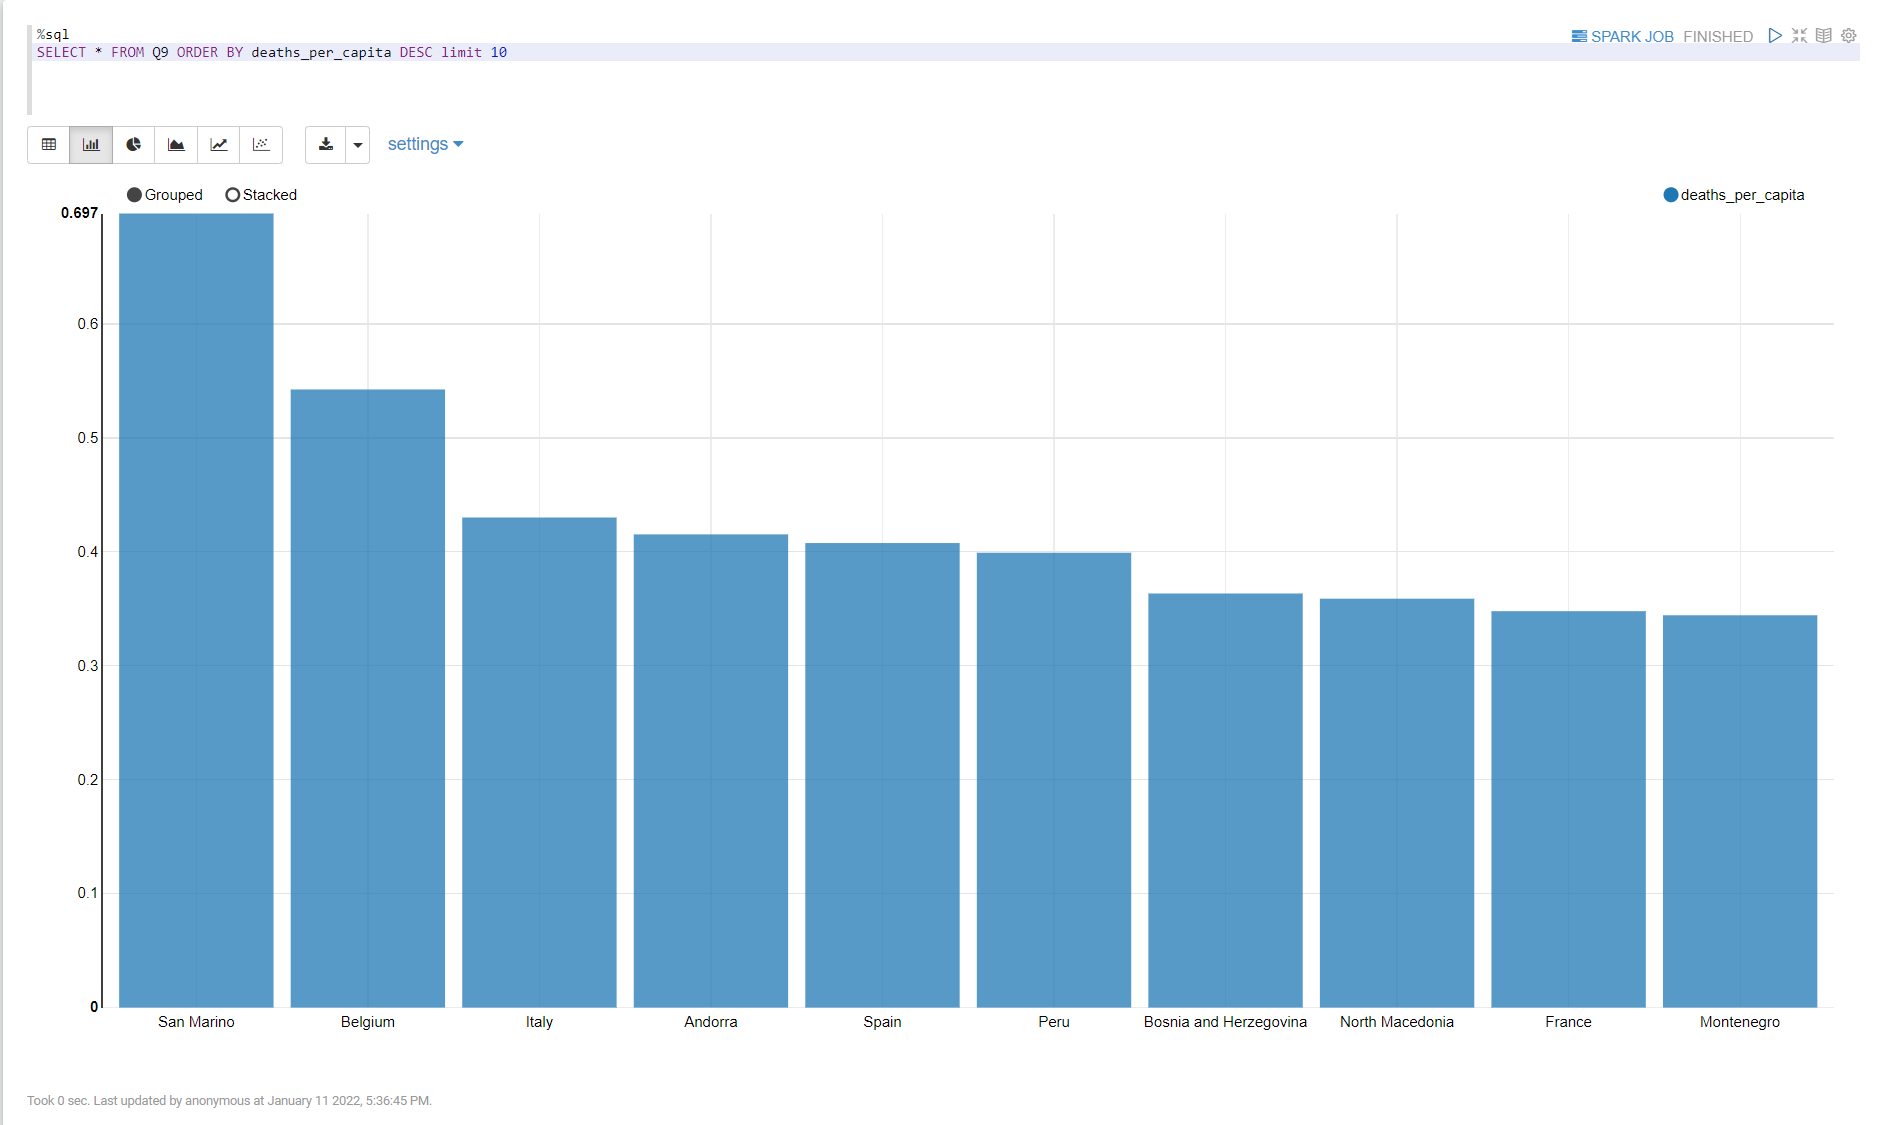 %sql
SELECT * FROM Q9 ORDER BY deaths_per_capita DESC limit 10
SPARK JOB FINISHED
settings
Grouped Stacked
deaths_per_capita
0.697
0.6
0.5
0.4
0.3
0.2
0.1
0
San Marino Belgium Italy Andorra Spain Peru Bosnia and Herzegovina North Macedonia France Montenegro
Took 0 sec. Last updated by anonymous at January 11 2022, 5:36:45 PM.